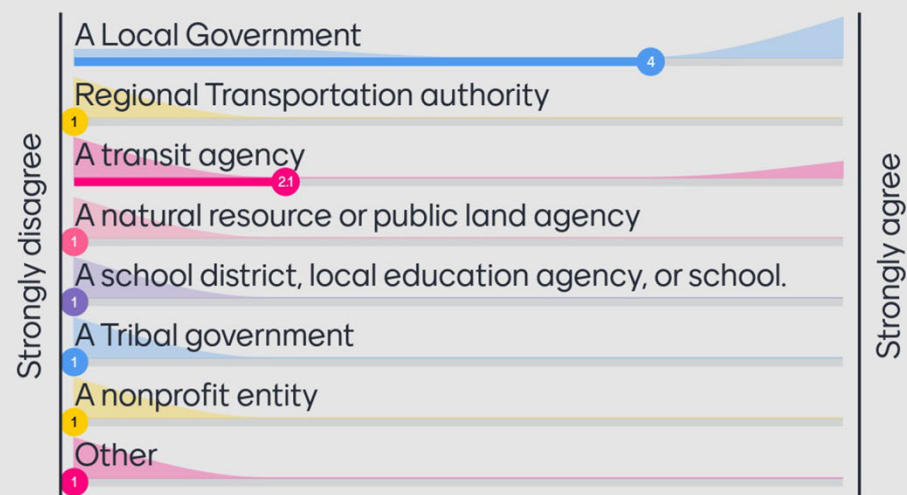 Strongly disagree
A Local Government
4
Regional Transportation authority
1
A transit agency
2.1
A natural resource or public land agency
1
A school district, local education agency, or school.
1
A Tribal government
1
A nonprofit entity
1
Other
1
Strongly agree